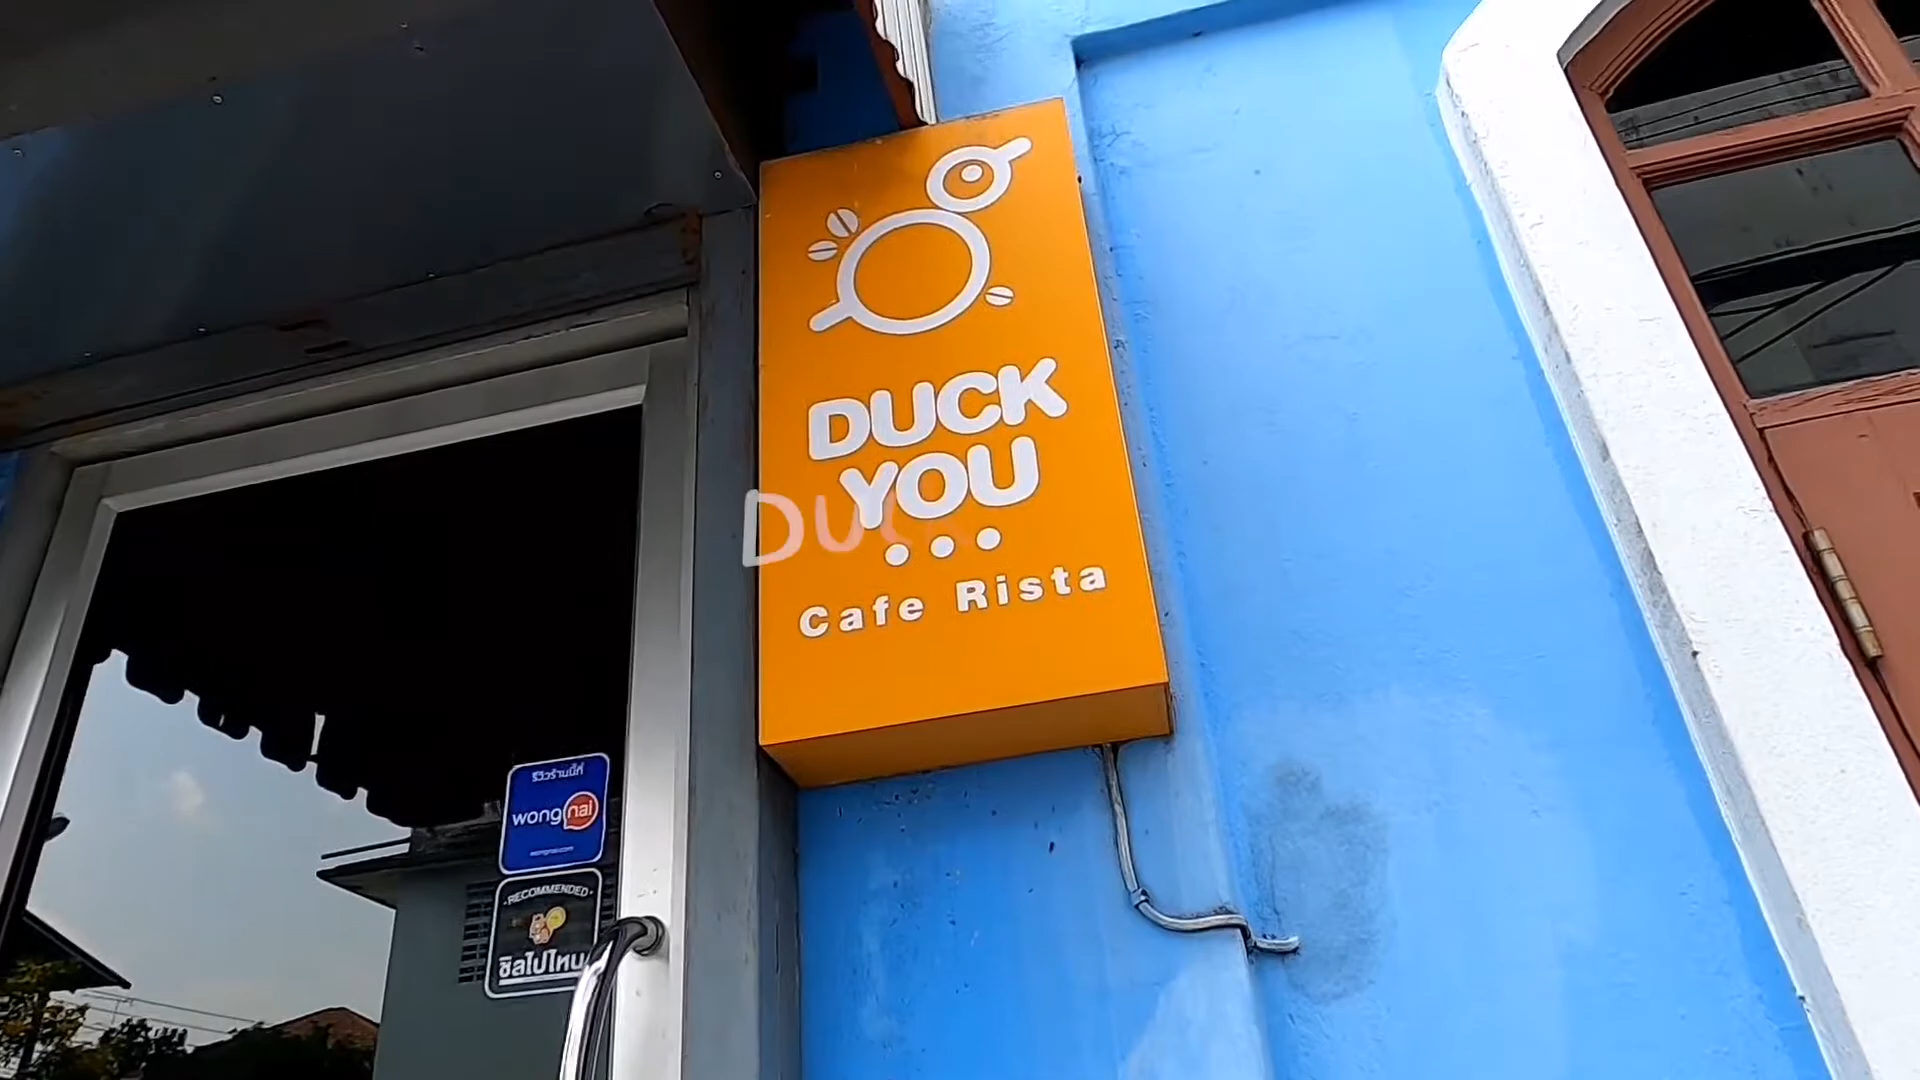 DUCK
YOU
DUC
Cafe Rista
รีวิวร้านนี้ที่
wongnai
wongnai.com
RECOMMENDED
ชิลไปไหน